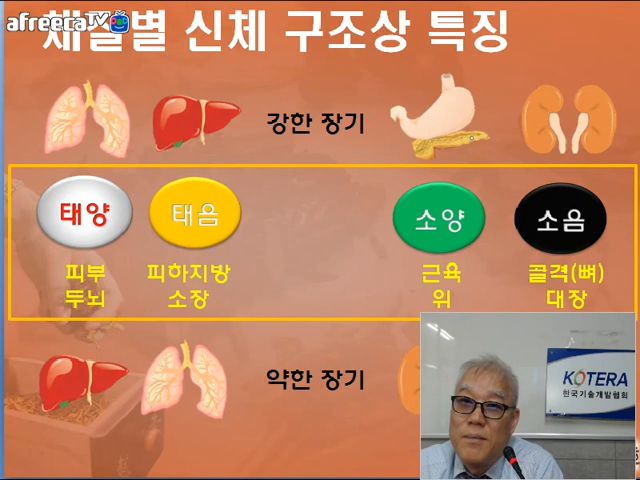 afreecaTV
체질별 신체 구조상 특징
강한 장기
태양
태음
소양
소음
피부
두뇌
피하지방
소장
근육
위
골격(뼈)
대장
약한 장기
KOTERA
한국기술개발협회